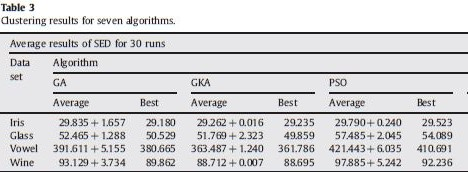 Table 3
Clustering results for seven algorithms.
Average results of SED for 30 runs
Data set Algorithm
GA GKA PSO
Average Best Average Best Average Best
Iris 29.835 + 1.657 29.180 29.262 + 0.016 29.235 29.790 + 0.240 29.523
Glass 52.465 + 1.288 50.529 51.769 + 2.323 49.859 57.485 + 2.045 54.089
Vowel 391.611 + 5.155 380.665 363.487 + 1.240 361.786 421.443 + 6.035 410.691
Wine 93.129 + 3.734 89.862 88.712 + 0.007 88.695 97.885 + 5.242 92.236